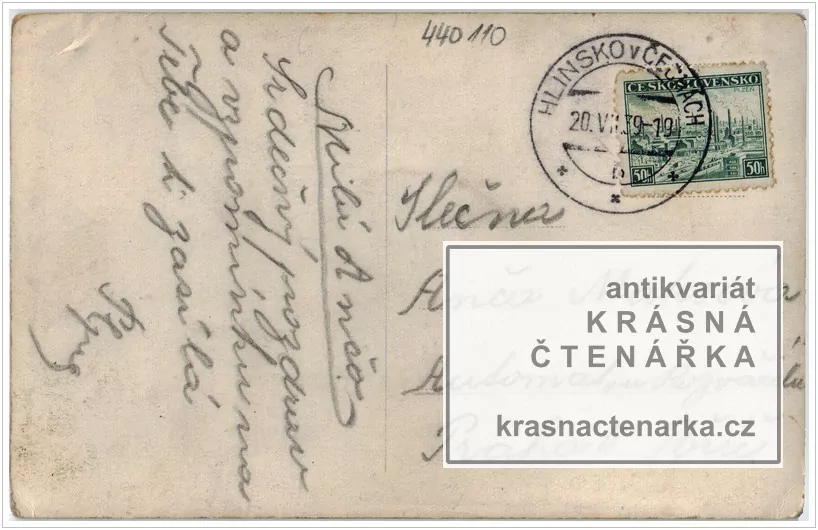 440110
HLINSKO V ČECHÁCH
20. VII. 39-19
ČESKOSLOVENSKO
PLZEŇ
50h 50h
Milá Ančo.
Srdečný pozdrav
a vzpomínku na
Tebe ti zasílá
Slečna
antikvariát
KRÁSNÁ
ČTENÁŘKA
krasnactenarka.cz